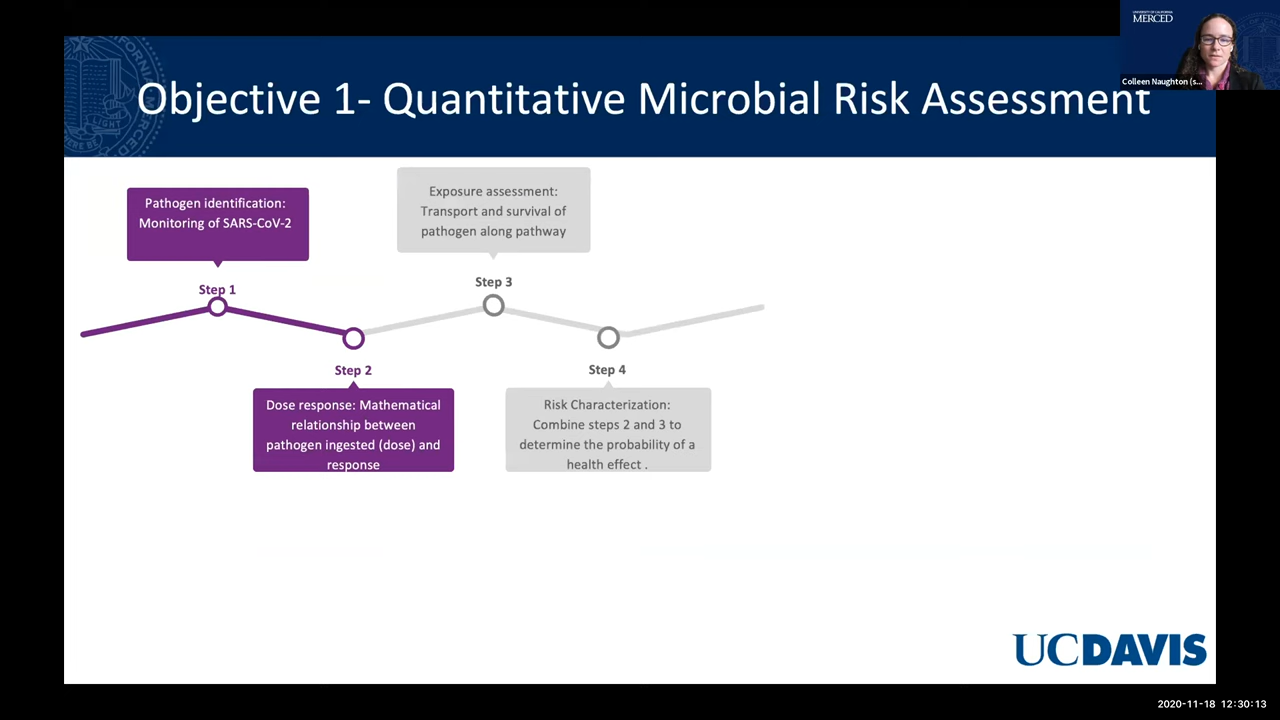 UNIVERSITY OF CALIFORNIA
MERCED
Colleen Naughton (s...
Objective 1- Quantitative Microbial Risk Assessment
Pathogen identification:
Monitoring of SARS-CoV-2
Exposure assessment:
Transport and survival of
pathogen along pathway
Step 1
Step 3
Step 2
Step 4
Dose response: Mathematical
relationship between
pathogen ingested (dose) and
response
Risk Characterization:
Combine steps 2 and 3 to
determine the probability of a
health effect .
UCDAVIS
2020-11-18 12:30:13